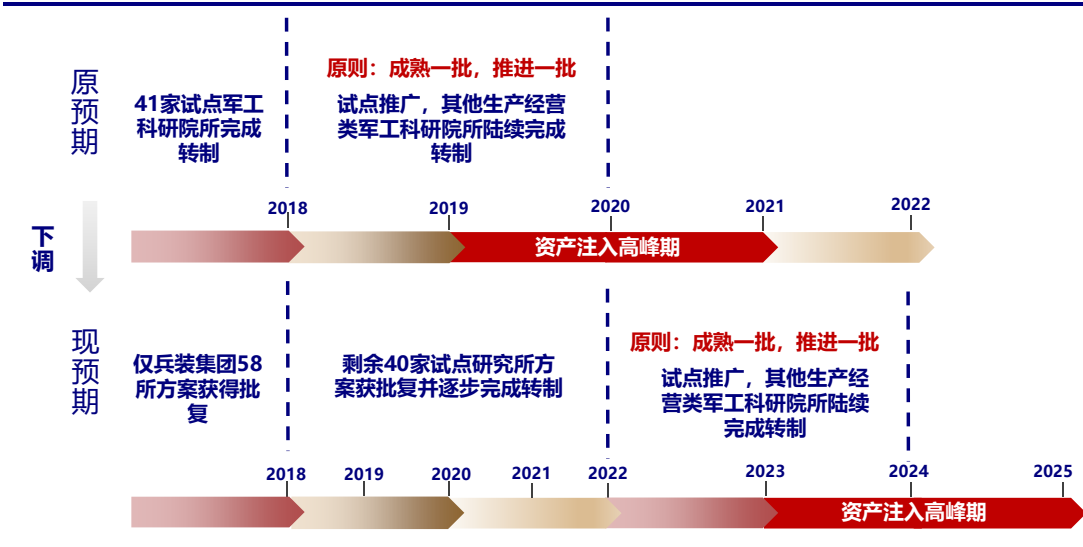 原预期
41家试点军工
科研院所完成
转制
原则：成熟一批，推进一批
试点推广，其他生产经营
类军工科研院所陆续完成
转制
2018
2019
2020
2021
2022
资产注入高峰期
下调
现预期
仅兵装集团58
所方案获得批
复
剩余40家试点研究所方
案获批复并逐步完成转制
原则：成熟一批，推进一批
试点推广，其他生产经
营类军工科研院所陆续
完成转制
2018
2019
2020
2021
2022
2023
2024
2025
资产注入高峰期